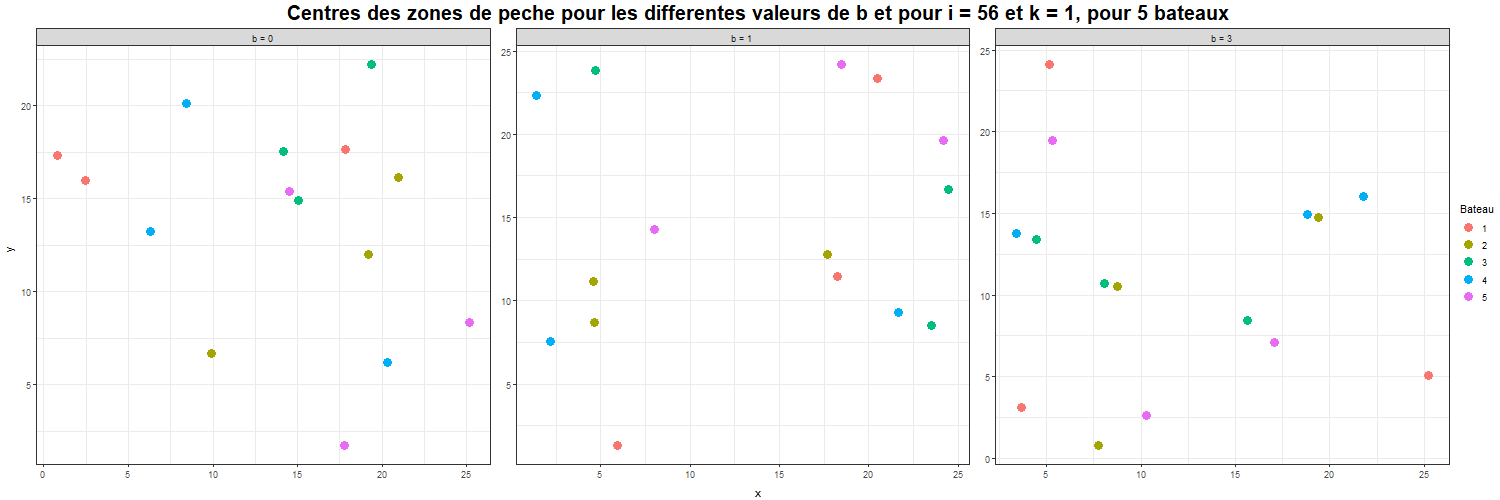 Centres des zones de peche pour les differentes valeurs de b et pour i = 56 et k = 1, pour 5 bateaux
b = 0
b = 1
b = 3
y
20
15
10
5
0 5 10 15 20 25
25
20
15
10
5
5 10 15 20 25
25
20
15
10
5
0
5 10 15 20 25
x
Bateau
1
2
3
4
5